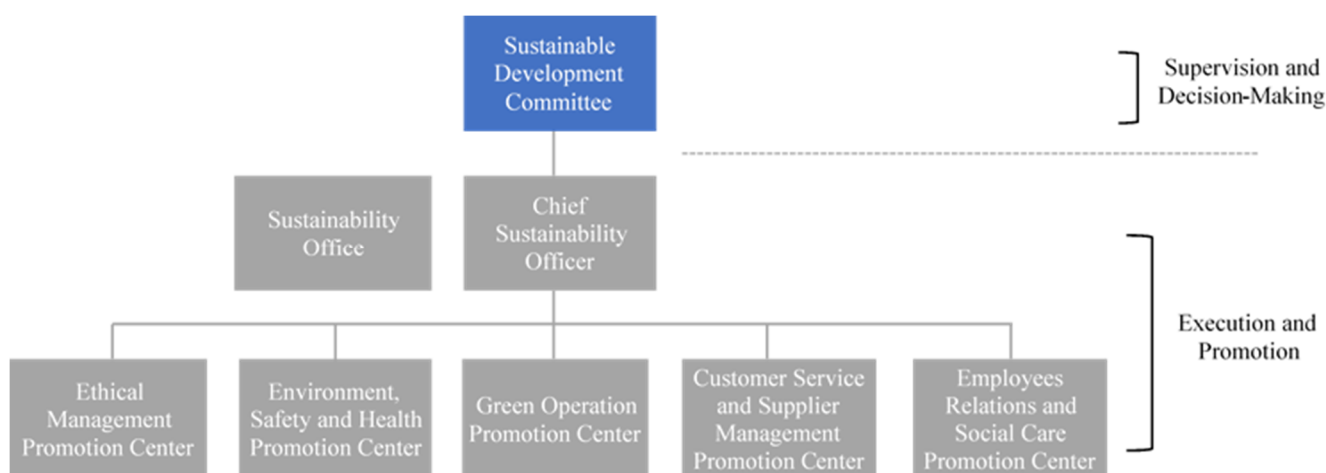 Sustainable
Development
Committee
Supervision and
Decision-Making
Sustainability
Office
Chief
Sustainability
Officer
Execution and
Promotion
Ethical
Management
Promotion Center
Environment,
Safety and Health
Promotion Center
Green Operation
Promotion Center
Customer Service
and Supplier
Management
Promotion Center
Employees
Relations and
Social Care
Promotion Center